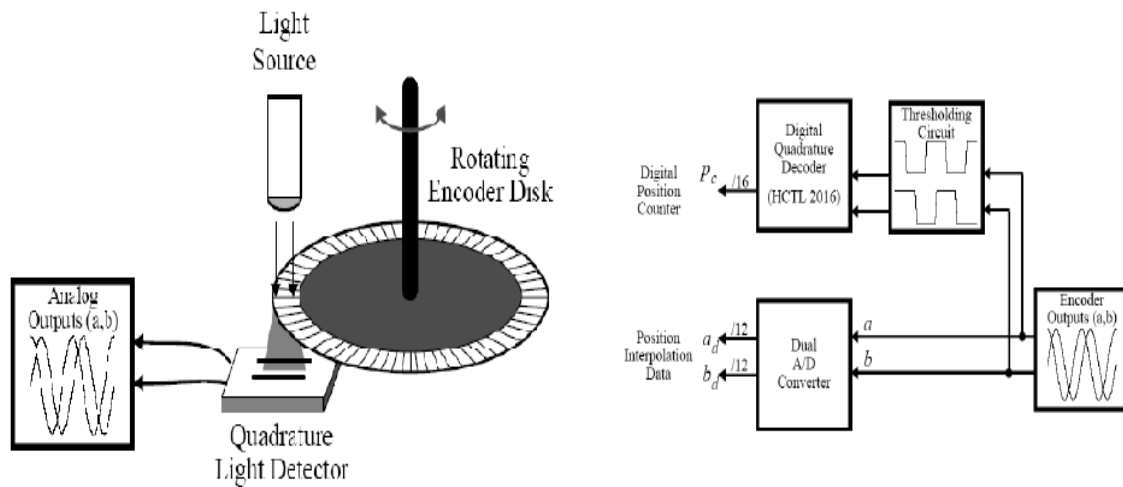 Light
Source
Rotating
Encoder Disk
Analog
Outputs (a,b)
Quadrature
Light Detector
Digital
Position
Counter
p_c
/16
Digital
Quadrature
Decoder
(HCTL 2016)
Thresholding
Circuit
Position
Interpolation
Data
/12
a_d
/12
b_d
Dual
A/D
Converter
a
b
Encoder
Outputs (a,b)